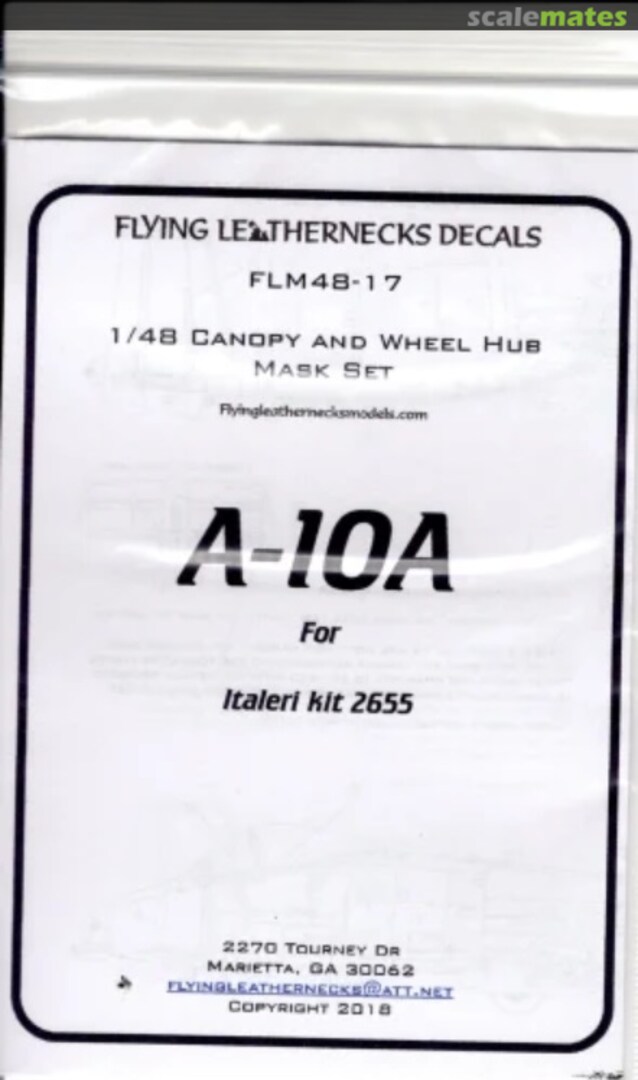 scalemates
FLYING LEATHERNECKS DECALS
FLM48-17
1/48 CANOPY AND WHEEL HUB
MASK SET
Flyingleathernecksmodels.com
A-10A
For
Italeri kit 2655
2270 TOURNEY DR
MARIETTA, GA 30062
FLYINGLEATHERNECKS@ATT.NET
COPYRIGHT 2018